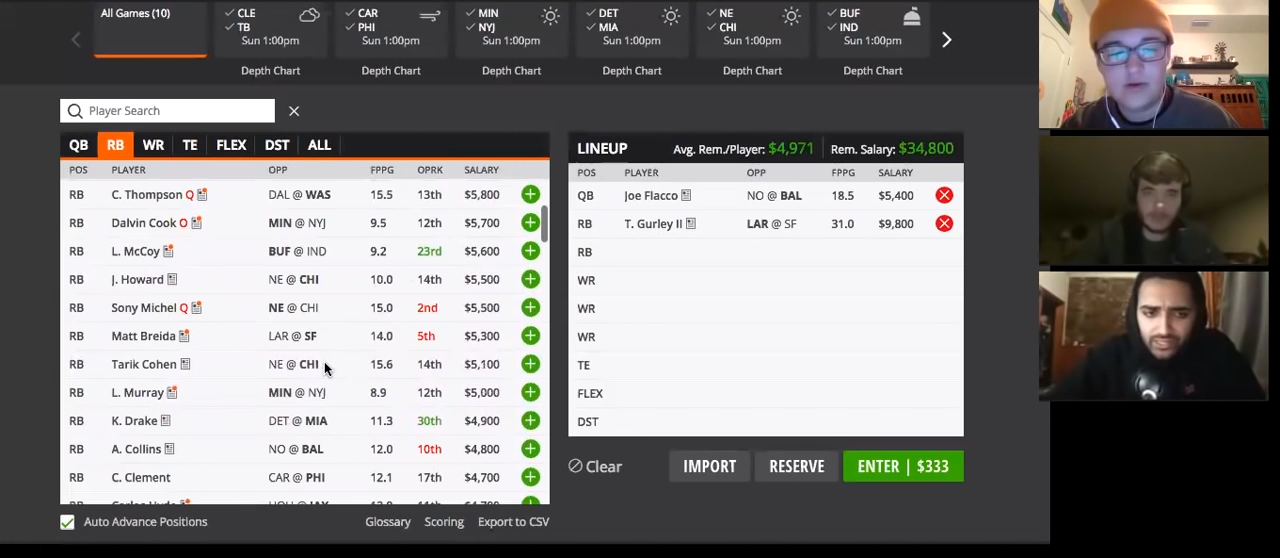 All Games (10)
CLE
TB
Sun 1:00pm
Depth Chart
CAR
PHI
Sun 1:00pm
Depth Chart
MIN
NYJ
Sun 1:00pm
Depth Chart
DET
MIA
Sun 1:00pm
Depth Chart
NE
CHI
Sun 1:00pm
Depth Chart
BUF
IND
Sun 1:00pm
Depth Chart
Player Search
QB RB WR TE FLEX DST ALL
POS PLAYER OPP FPPG OPRK SALARY
RB C. Thompson Q DAL @ WAS 15.5 13th $5,800
RB Dalvin Cook O MIN @ NYJ 9.5 12th $5,700
RB L. McCoy BUF @ IND 9.2 23rd $5,600
RB J. Howard NE @ CHI 10.0 14th $5,500
RB Sony Michel Q NE @ CHI 15.0 2nd $5,500
RB Matt Breida LAR @ SF 14.0 5th $5,300
RB Tarik Cohen NE @ CHI 15.6 14th $5,100
RB L. Murray MIN @ NYJ 8.9 12th $5,000
RB K. Drake DET @ MIA 11.3 30th $4,900
RB A. Collins NO @ BAL 12.0 10th $4,800
RB C. Clement CAR @ PHI 12.1 17th $4,700
Auto Advance Positions
Glossary Scoring Export to CSV
LINEUP Avg. Rem./Player: $4,971 Rem. Salary: $34,800
POS PLAYER OPP FPPG SALARY
QB Joe Flacco NO @ BAL 18.5 $5,400
RB T. Gurley II LAR @ SF 31.0 $9,800
RB
WR
WR
WR
TE
FLEX
DST
Clear IMPORT RESERVE ENTER | $333